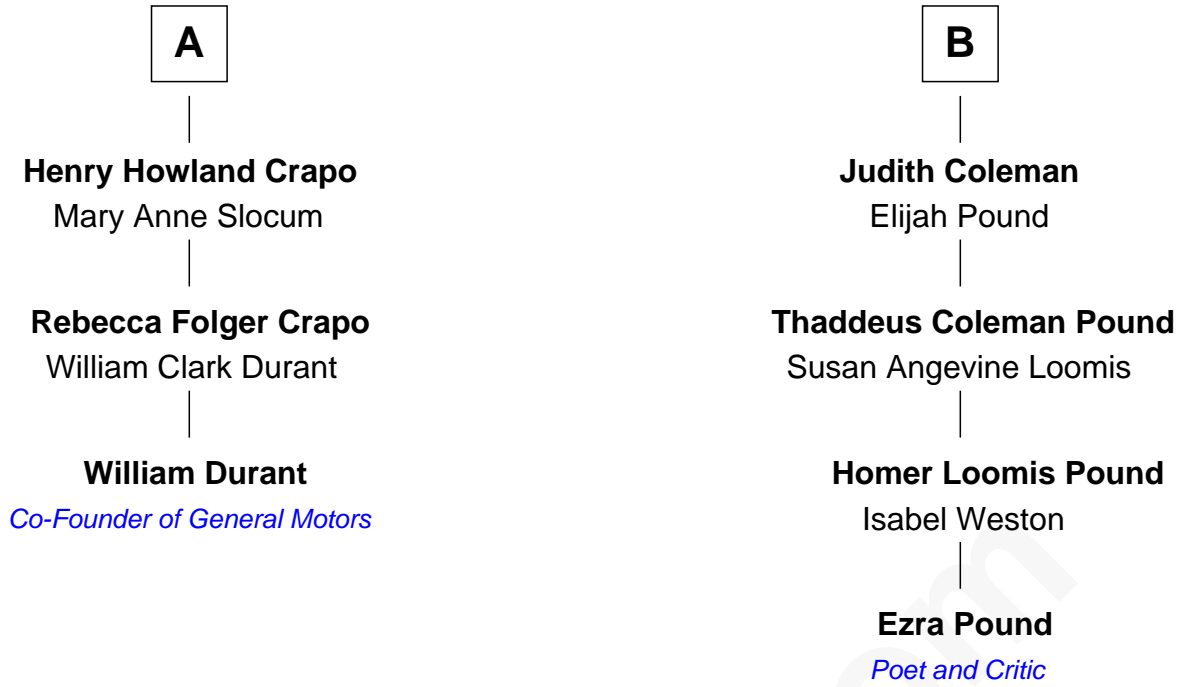 A
Henry Howland Crapo
Mary Anne Slocum
Rebecca Folger Crapo
William Clark Durant
William Durant
Co-Founder of General Motors
B
Judith Coleman
Elijah Pound
Thaddeus Coleman Pound
Susan Angevine Loomis
Homer Loomis Pound
Isabel Weston
Ezra Pound
Poet and Critic